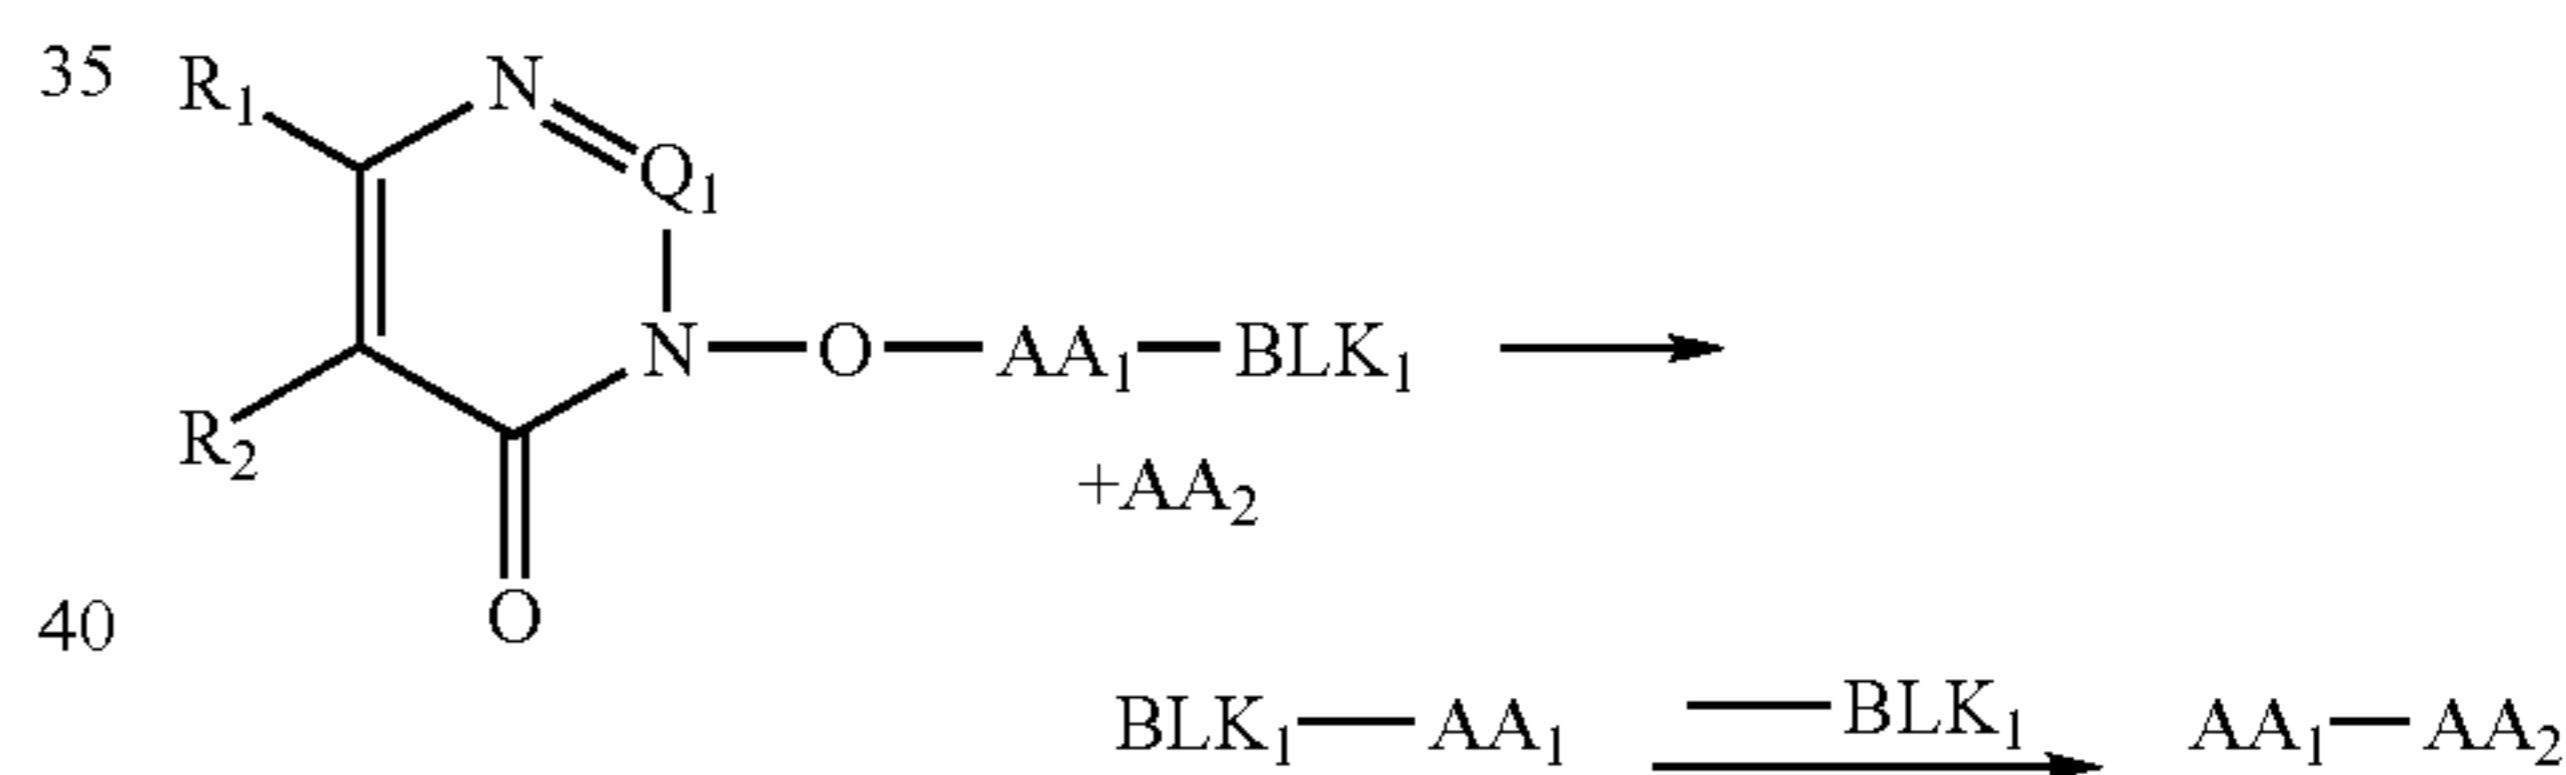 35 R1 N
Q1
N—O—AA1—BLK1
R2
+AA2
O
40
BLK1—AA1 —BLK1 AA1—AA2